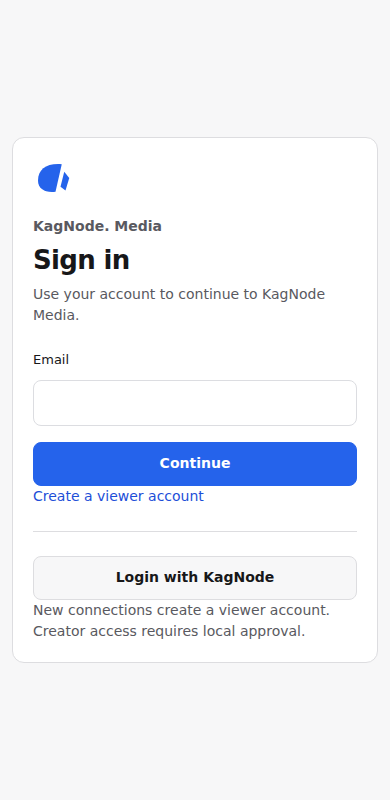 KagNode. Media
Sign in
Use your account to continue to KagNode
Media.
Email
Continue
Create a viewer account
Login with KagNode
New connections create a viewer account.
Creator access requires local approval.